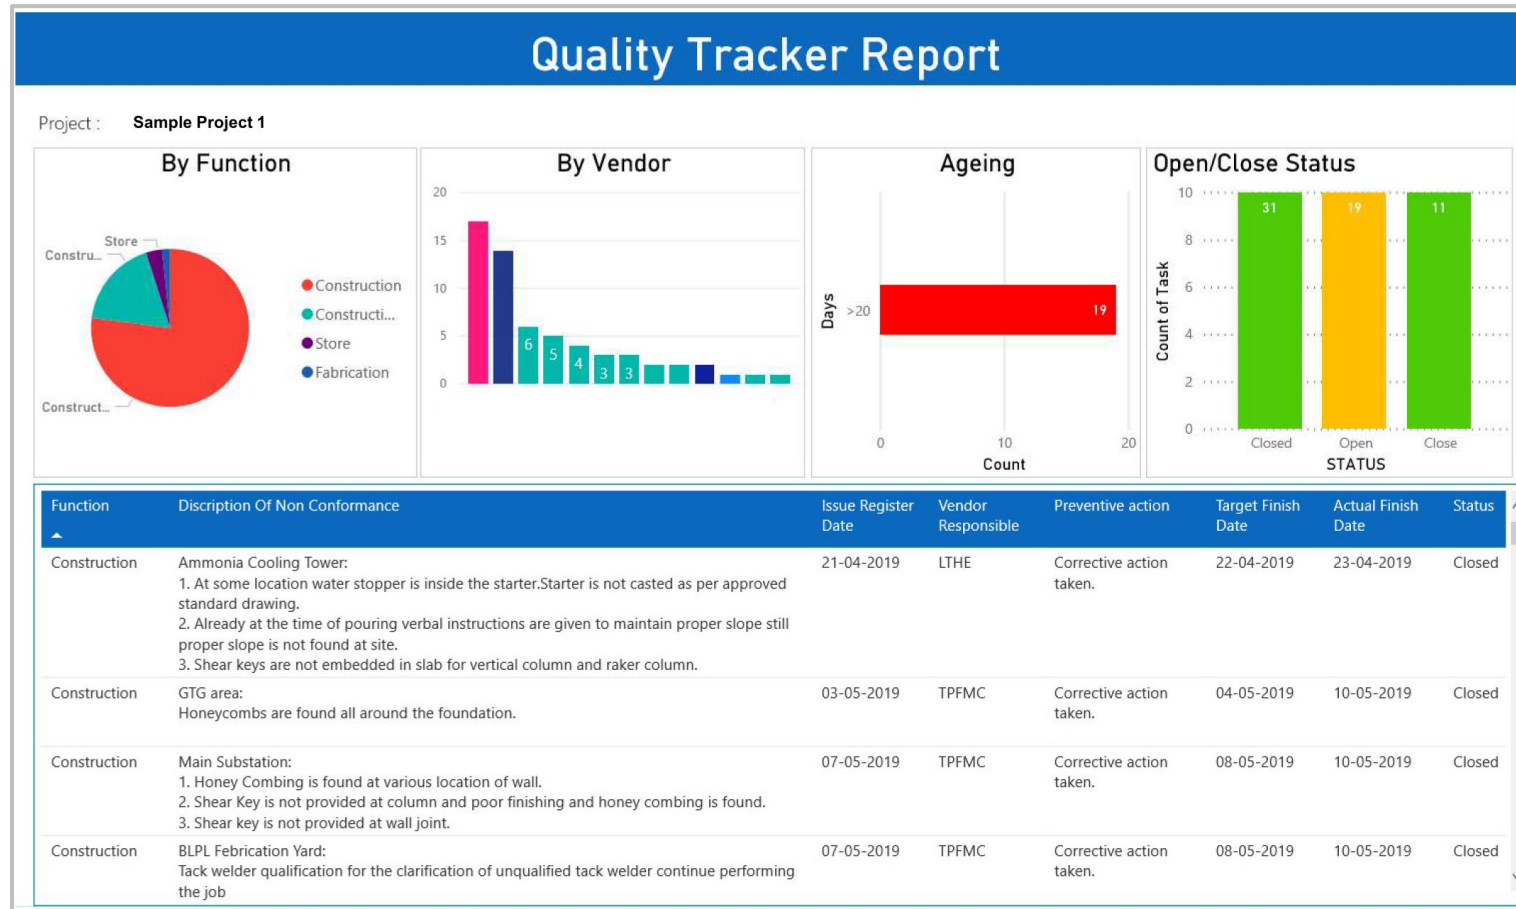 Quality Tracker Report
Project : Sample Project 1
By Function
Store
Constru...
Construct...
Construction
Constructi...
Store
Fabrication
By Vendor
20
15
10
5
0
6
5
4
3
3
Ageing
Days
>20
19
0
10
20
Count
Open/Close Status
Count of Task
10
8
6
4
2
0
31
19
11
Closed
Open
Close
STATUS
Function Discription Of Non Conformance Issue Register Date Vendor Responsible Preventive action Target Finish Date Actual Finish Date Status
Construction
Ammonia Cooling Tower:
1. At some location water stopper is inside the starter.Starter is not casted as per approved
standard drawing.
2. Already at the time of pouring verbal instructions are given to maintain proper slope still
proper slope is not found at site.
3. Shear keys are not embedded in slab for vertical column and raker column.
21-04-2019
LTHE
Corrective action
taken.
22-04-2019
23-04-2019
Closed
Construction
GTG area:
Honeycombs are found all around the foundation.
03-05-2019
TPFMC
Corrective action
taken.
04-05-2019
10-05-2019
Closed
Construction
Main Substation:
1. Honey Combing is found at various location of wall.
2. Shear Key is not provided at column and poor finishing and honey combing is found.
3. Shear key is not provided at wall joint.
07-05-2019
TPFMC
Corrective action
taken.
08-05-2019
10-05-2019
Closed
Construction
BLPL Febrication Yard:
Tack welder qualification for the clarification of unqualified tack welder continue performing
the job
07-05-2019
TPFMC
Corrective action
taken.
08-05-2019
10-05-2019
Closed